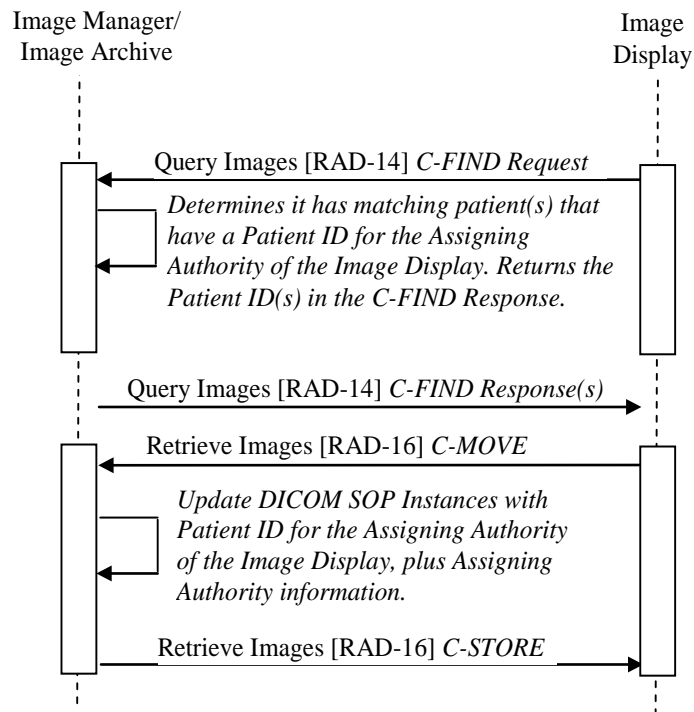 Image Manager/
Image Archive
Image
Display
Query Images [RAD-14] C-FIND Request
Determines it has matching patient(s) that
have a Patient ID for the Assigning
Authority of the Image Display. Returns the
Patient ID(s) in the C-FIND Response.
Query Images [RAD-14] C-FIND Response(s)
Retrieve Images [RAD-16] C-MOVE
Update DICOM SOP Instances with
Patient ID for the Assigning Authority
of the Image Display, plus Assigning
Authority information.
Retrieve Images [RAD-16] C-STORE